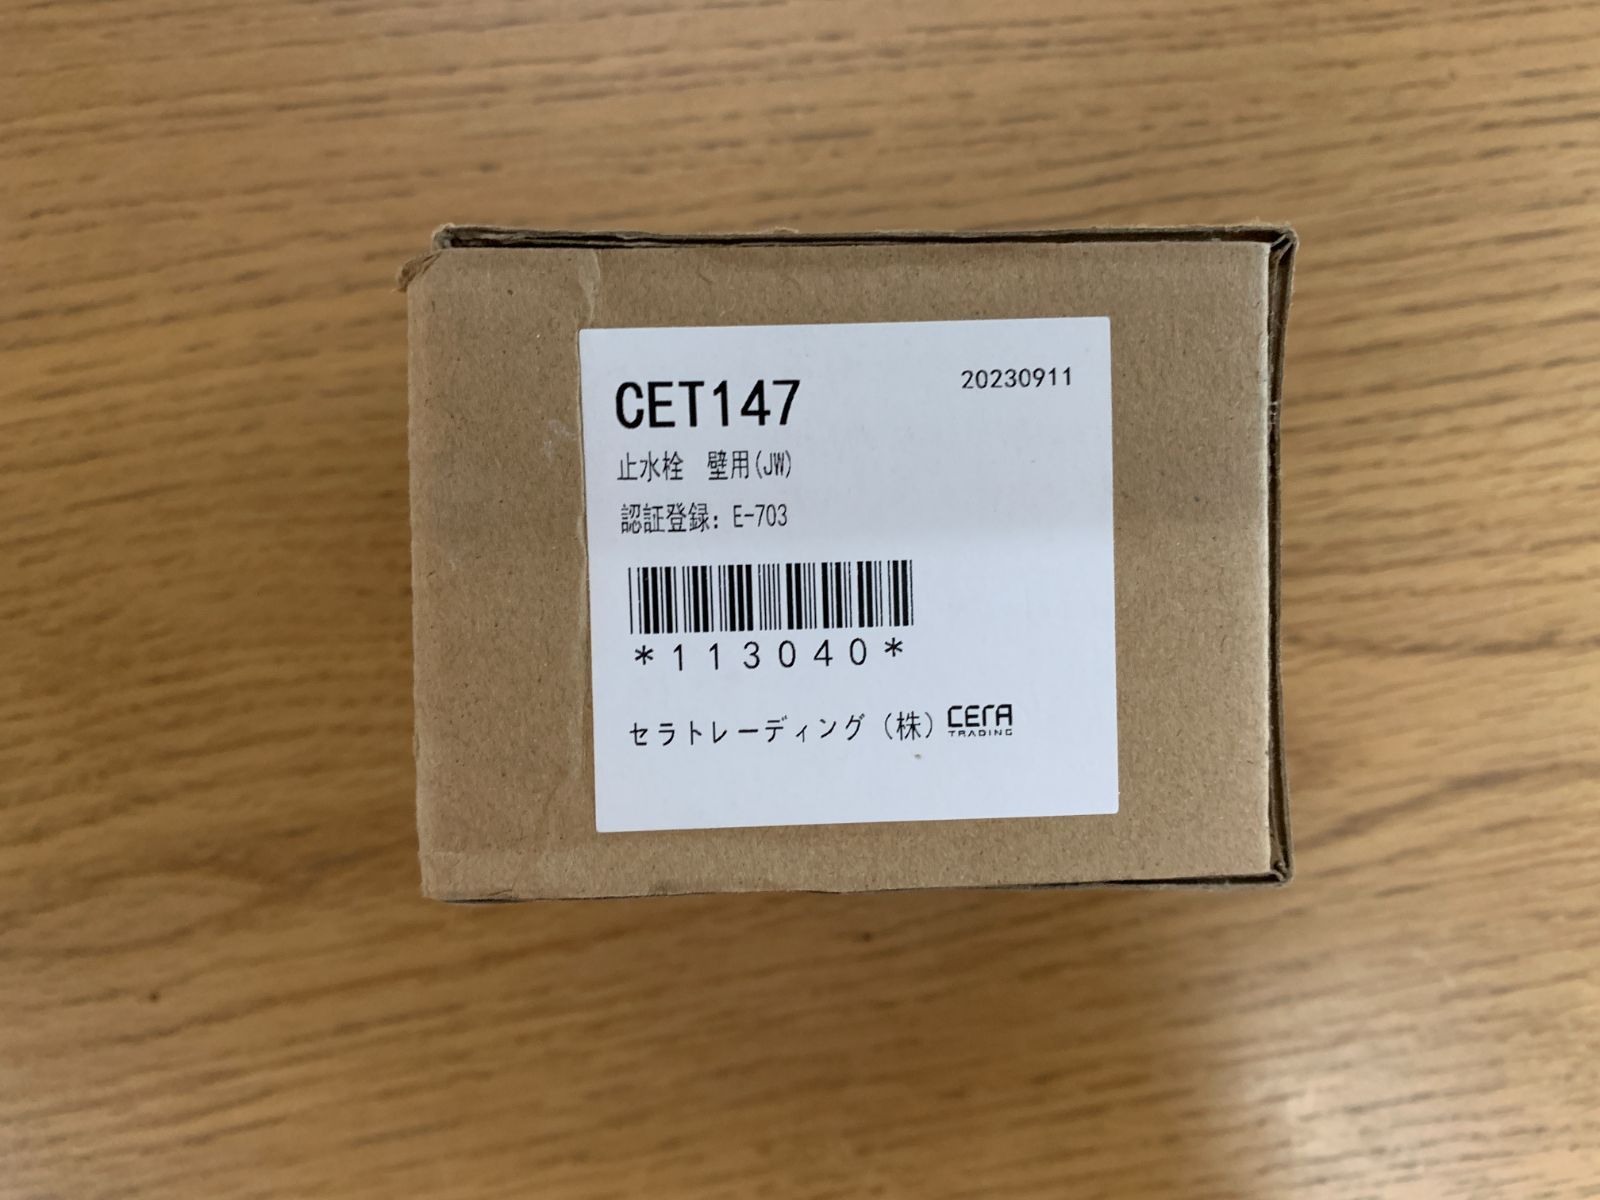 CET147
20230911
止水栓　壁用(JW)
認証登録: E-703
*113040*
セラトレーディング（株）CERA TRADING